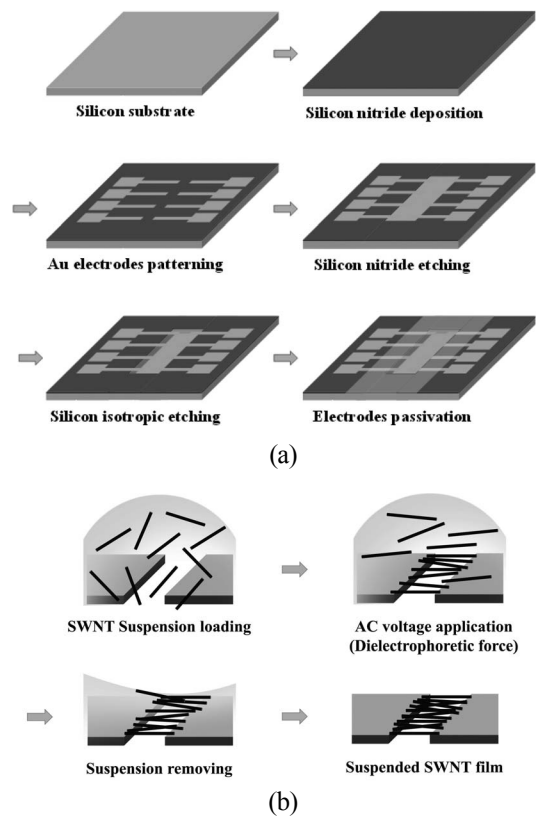 Silicon substrate
Silicon nitride deposition
Au electrodes patterning
Silicon nitride etching
Silicon isotropic etching
Electrodes passivation
(a)
SWNT Suspension loading
AC voltage application
(Dielectrophoretic force)
Suspension removing
Suspended SWNT film
(b)